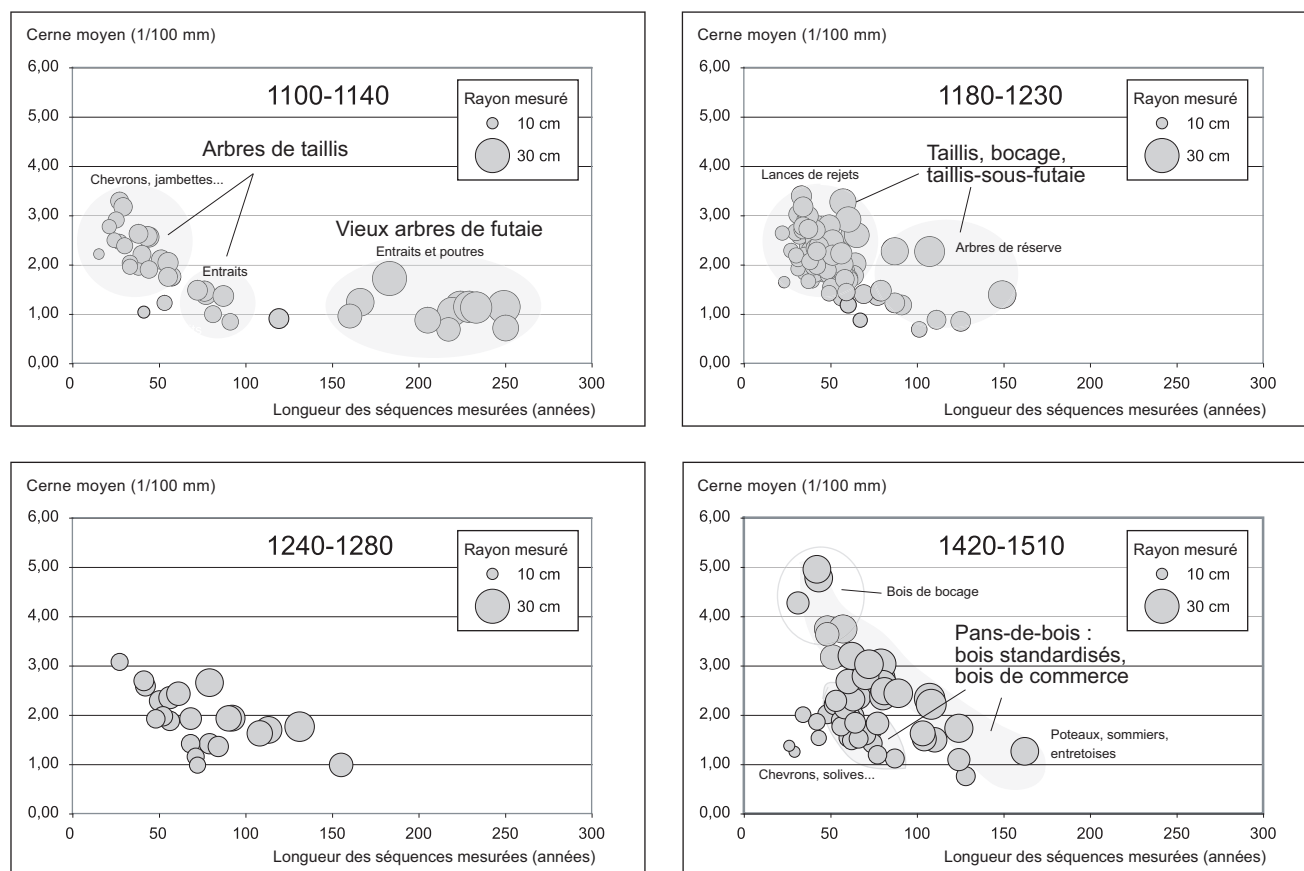 Cerne moyen (1/100 mm)
6,00
5,00
4,00
3,00
2,00
1,00
0,00
1100-1140
Rayon mesuré
10 cm
30 cm
Arbres de taillis
Chevrons, jambettes...
Entraits
Vieux arbres de futaie
Entraits et poutres
0 50 100 150 200 250 300
Longueur des séquences mesurées (années)
Cerne moyen (1/100 mm)
6,00
5,00
4,00
3,00
2,00
1,00
0,00
1180-1230
Rayon mesuré
10 cm
30 cm
Taillis, bocage,
taillis-sous-futaie
Lances de rejets
Arbres de réserve
0 50 100 150 200 250 300
Longueur des séquences mesurées (années)
Cerne moyen (1/100 mm)
6,00
5,00
4,00
3,00
2,00
1,00
0,00
1240-1280
Rayon mesuré
10 cm
30 cm
0 50 100 150 200 250 300
Longueur des séquences mesurées (années)
Cerne moyen (1/100 mm)
6,00
5,00
4,00
3,00
2,00
1,00
0,00
1420-1510
Rayon mesuré
10 cm
30 cm
Bois de bocage
Pans-de-bois :
bois standardisés,
bois de commerce
Poteaux, sommiers,
entretoises
Chevrons, solives...
0 50 100 150 200 250 300
Longueur des séquences mesurées (années)